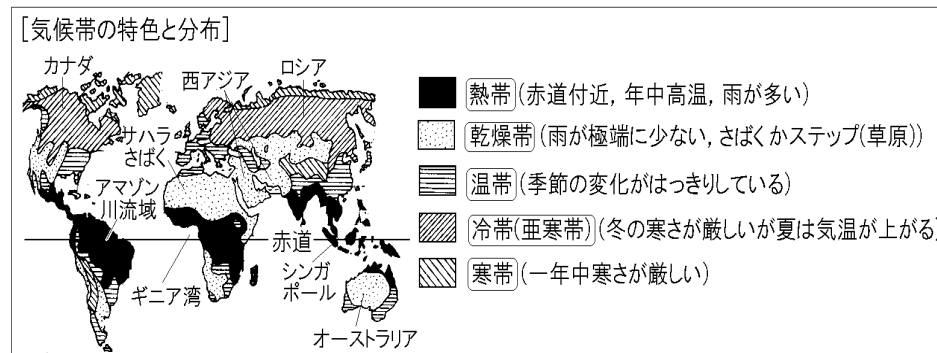 [気候帯の特色と分布]
カナダ
西アジア
ロシア
サハラ
さばく
アマゾン
川流域
赤道
シンガ
ポール
ギニア湾
オーストラリア
熱帯(赤道付近, 年中高温, 雨が多い)
乾燥帯(雨が極端に少ない, さばくかステップ(草原))
温帯(季節の変化がはっきりしている)
冷帯(亜寒帯)(冬の寒さが厳しいが夏は気温が上がる)
寒帯(一年中寒さが厳しい)